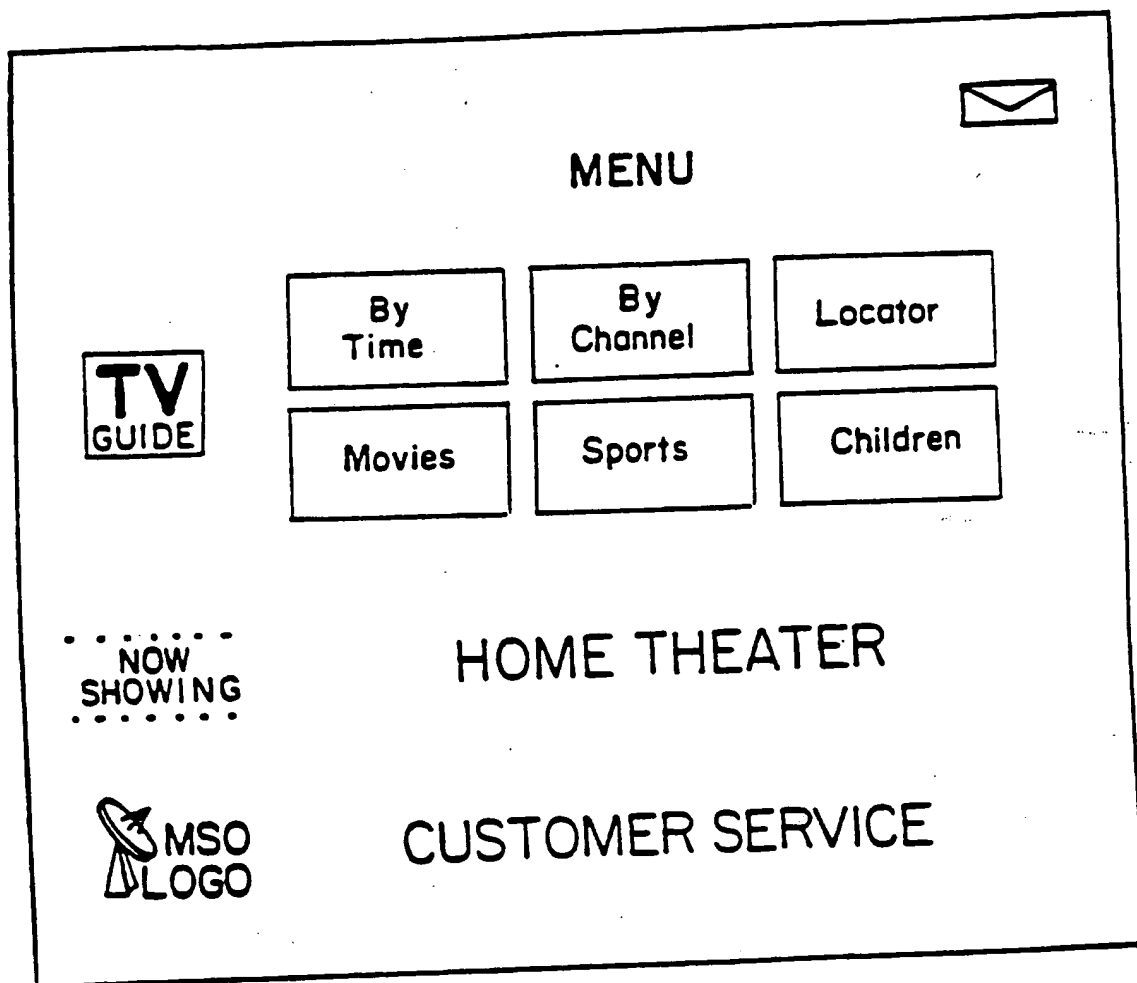 MENU
By
Time
By
Channel
Locator
TV
GUIDE
Movies
Sports
Children
NOW
SHOWING
HOME THEATER
MSO
LOGO
CUSTOMER SERVICE